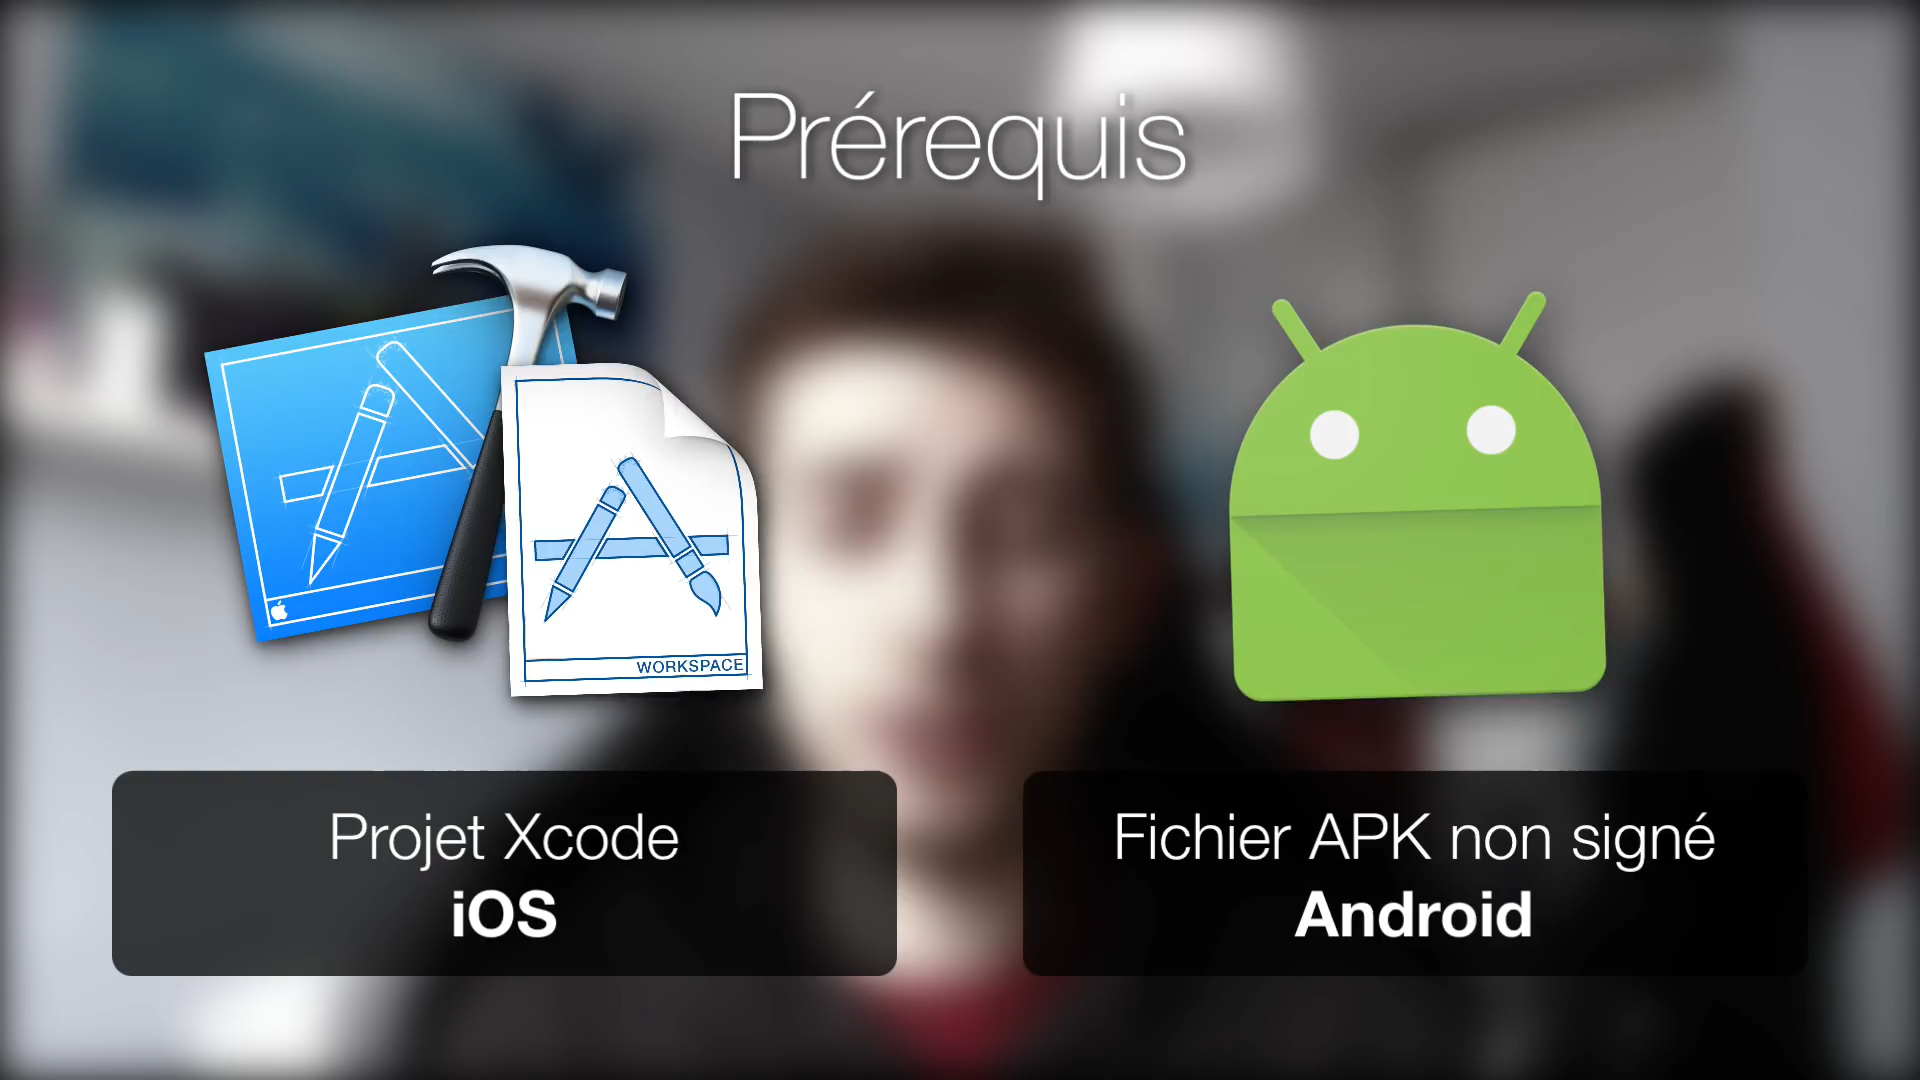 Prérequis
WORKSPACE
Projet Xcode
iOS
Fichier APK non signé
Android